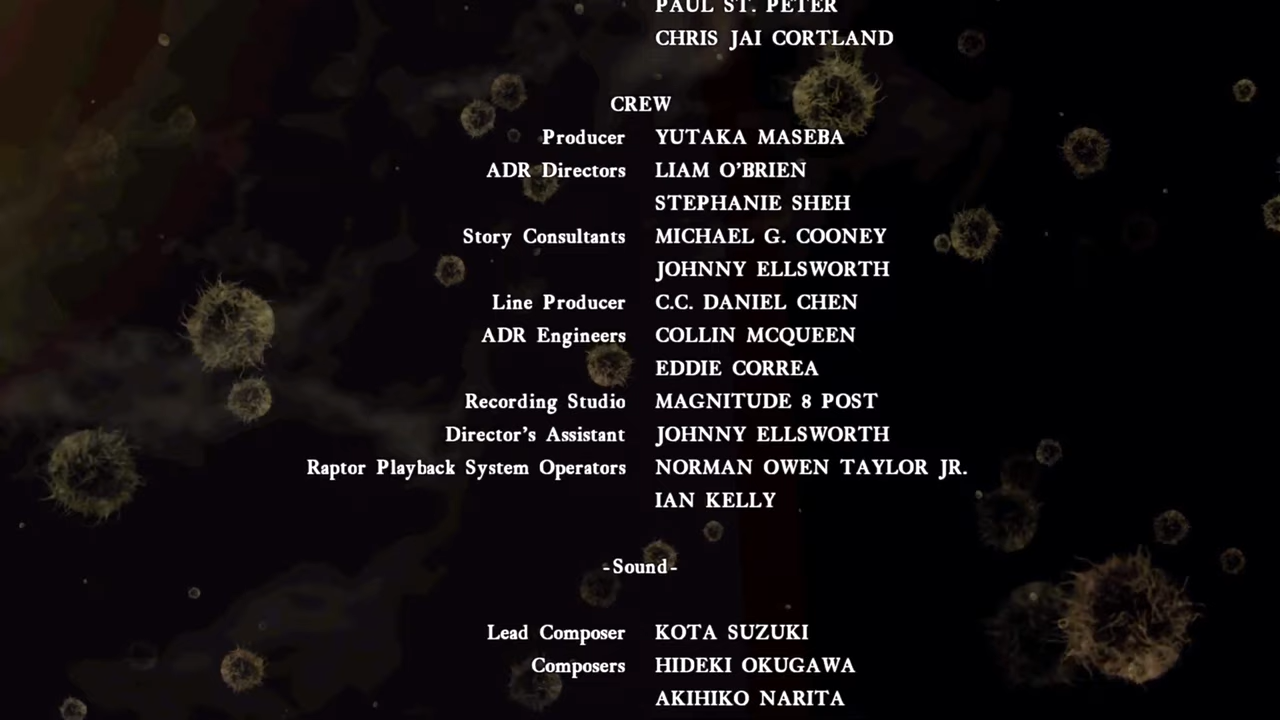 PAUL ST. PETER
CHRIS JAI CORTLAND
CREW
Producer YUTAKA MASEBA
ADR Directors LIAM O'BRIEN
STEPHANIE SHEH
Story Consultants MICHAEL G. COONEY
JOHNNY ELLSWORTH
Line Producer C.C. DANIEL CHEN
ADR Engineers COLLIN MCQUEEN
EDDIE CORREA
Recording Studio MAGNITUDE 8 POST
Director's Assistant JOHNNY ELLSWORTH
Raptor Playback System Operators NORMAN OWEN TAYLOR JR.
IAN KELLY
-Sound-
Lead Composer KOTA SUZUKI
Composers HIDEKI OKUGAWA
AKIHIKO NARITA